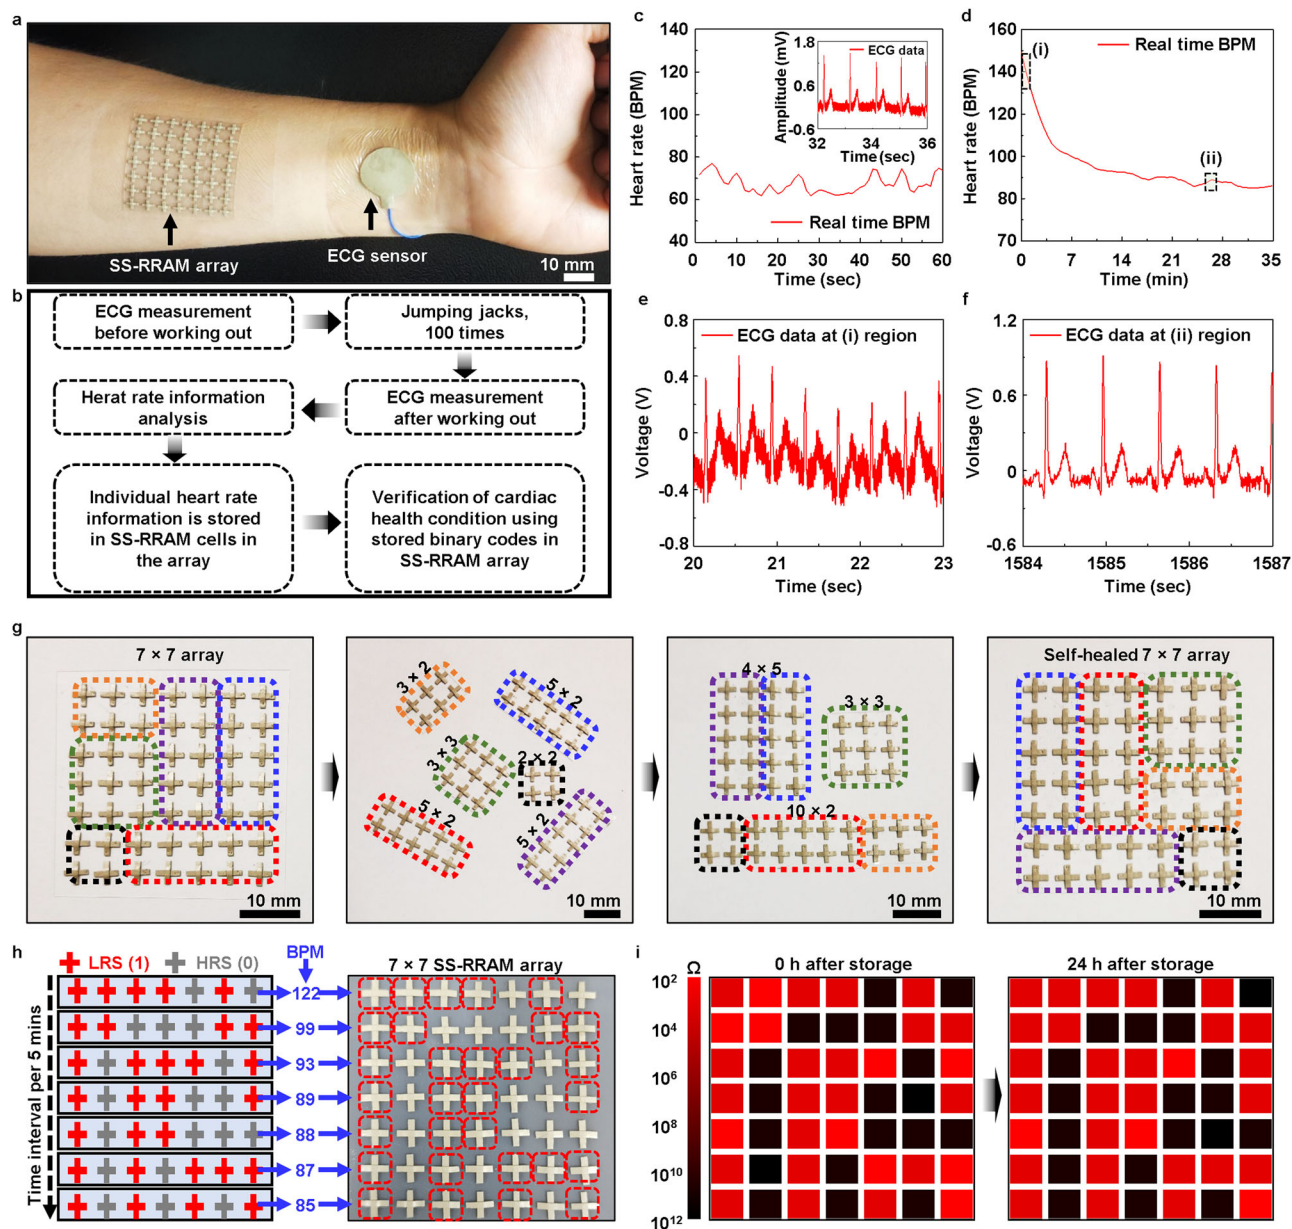 a
SS-RRAM array
ECG sensor
10 mm
b
ECG measurement
before working out
Jumping jacks,
100 times
Herat rate information
analysis
ECG measurement
after working out
Individual heart rate
information is stored
in SS-RRAM cells in
the array
Verification of cardiac
health condition using
stored binary codes in
SS-RRAM array
c
Heart rate (BPM)
140
120
100
80
60
40
0 10 20 30 40 50 60
Time (sec)
Real time BPM
Amplitude (mV)
1.8
0.6
-0.6
ECG data
32 34 36
Time (sec)
d
Heart rate (BPM)
160
140
120
100
80
70
(i)
(ii)
Real time BPM
0 7 14 21 28 35
Time (min)
e
Voltage (V)
0.8
0.4
0
-0.4
-0.8
ECG data at (i) region
20 21 22 23
Time (sec)
f
Voltage (V)
1.2
0.6
0
-0.6
ECG data at (ii) region
1584 1585 1586 1587
Time (sec)
g
7 × 7 array
10 mm
3 × 2
5 × 2
3 × 3
2 × 2
5 × 2
5 × 2
10 mm
4 × 5
3 × 3
10 × 2
10 mm
Self-healed 7 × 7 array
10 mm
h
LRS (1)
HRS (0)
BPM
7 × 7 SS-RRAM array
Time interval per 5 mins
122
99
93
89
88
87
85
i
Ω
10²
10⁴
10⁶
10⁸
10¹⁰
10¹²
0 h after storage
24 h after storage